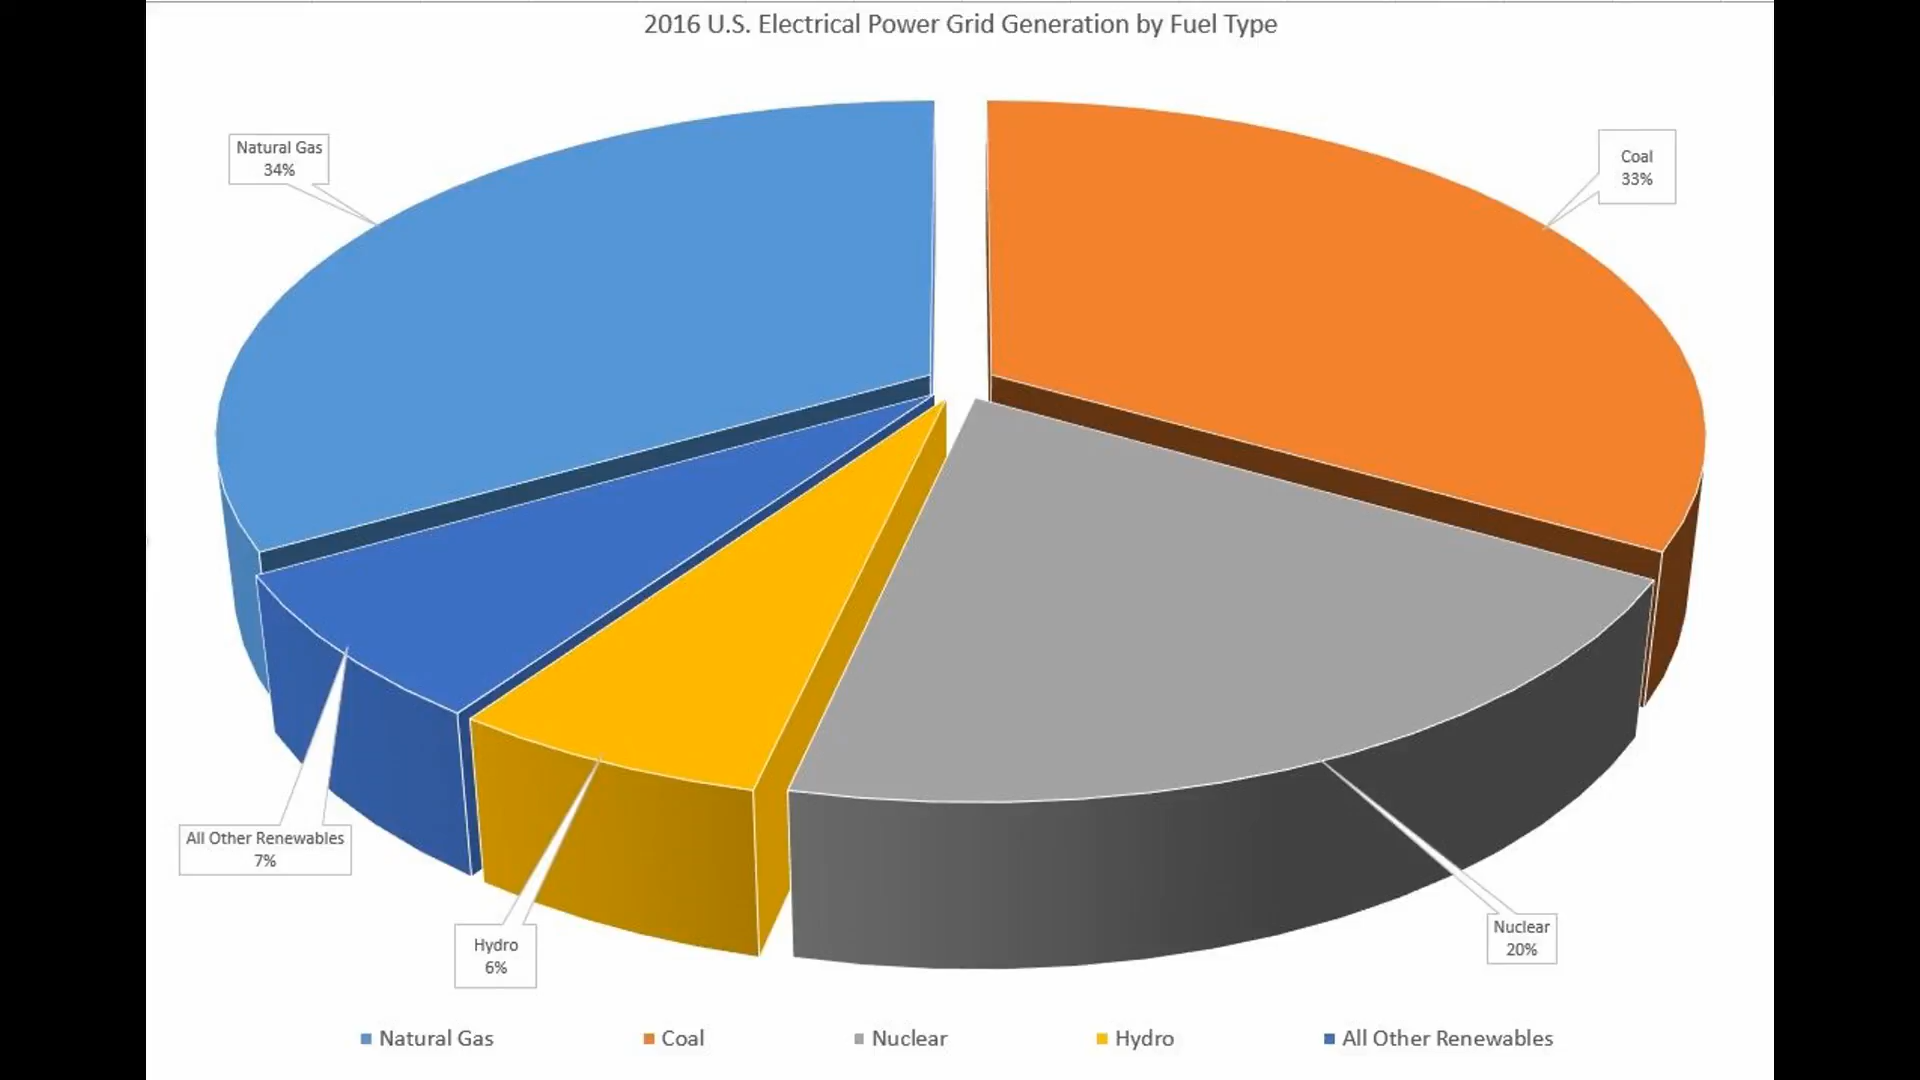 2016 U.S. Electrical Power Grid Generation by Fuel Type
Natural Gas
34%
Coal
33%
All Other Renewables
7%
Hydro
6%
Nuclear
20%
Natural Gas
Coal
Nuclear
Hydro
All Other Renewables